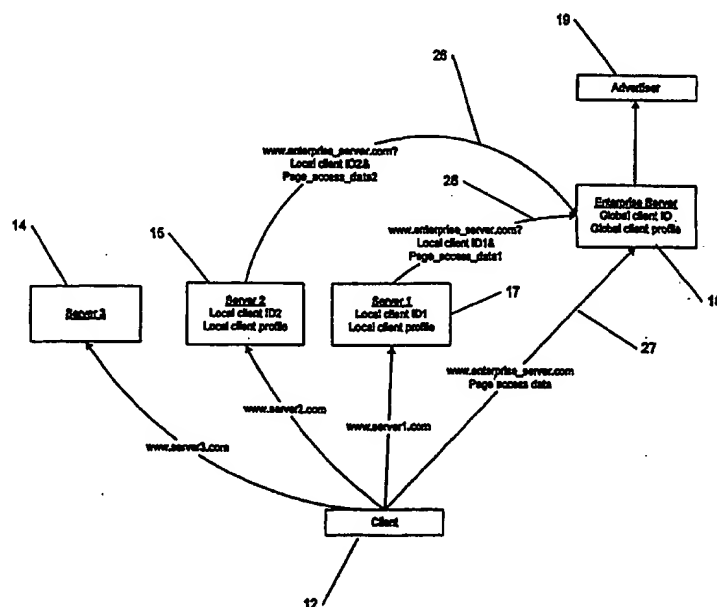 19
26
Advertiser
www.enterprise_server.com?
Local client ID2&
Page_access_data2
28
Enterprise Server
Global client ID
Global client profile
www.enterprise_server.com?
Local client ID1&
Page_access_data1
14
15
17
18
Server 3
Server 2
Local client ID2
Local client profile
Server 1
Local client ID1
Local client profile
27
www.enterprise_server.com
Page access data
www.server2.com
www.server1.com
www.server3.com
Client
12